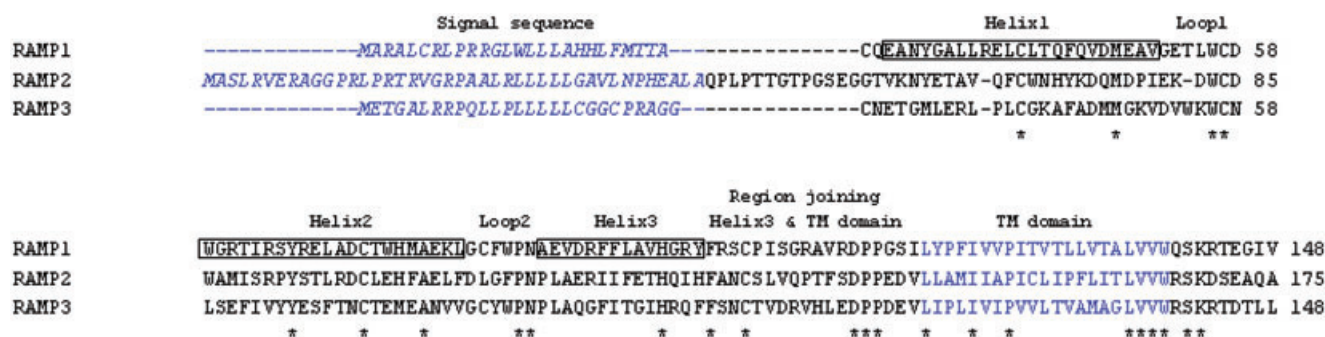 Signal sequence Helix1 Loop1
RAMP1 -------------MARALCRLPRRGLWLLLAHHLFMTTA----------------CQEANYGALLRELCLTQFQVDMEAVGETLWCD 58
RAMP2 MASLRVERAGGPRLPRTRVGRPAALRLLLLLGAVLNPHEALAQPLPTTGTPGSEGGTVKNYETAV-QFCWNHYKDQMDPIEK-DWCD 85
RAMP3 -------------METGALRRPQLLPLLLLLCGGCPRAGG---------------CNETGMLERL-PLCGKAFADMMGKVDVWKWCN 58
* * **
Region joining
Helix2 Loop2 Helix3 Helix3 & TM domain TM domain
RAMP1 WGRTIRSYRELADCTWHMAEKLGCFWPNAEVDRFFLAVHGRYFRSCPISGRAVRDPPGSILYPFIVVPITVTLLVTALVVWQSKRTEGIV 148
RAMP2 WAMISRPYSTLRDCLEHFAELFDLGFPNPLAERIIFETHQIHFANCSLVQPTFSDPPEDVLLAMIIAPICLIPFLITLVVWRSKDSEAQA 175
RAMP3 LSEFIVYYESFTNCTEMEANVVGCYWPNPLAQGFITGIHRQFFSNCTVDRVHLEDPPDEVLIPLIVIPVVLTVAMAGLVVWRSKRTDTLL 148
* * * ** * * * *** * * * **** **